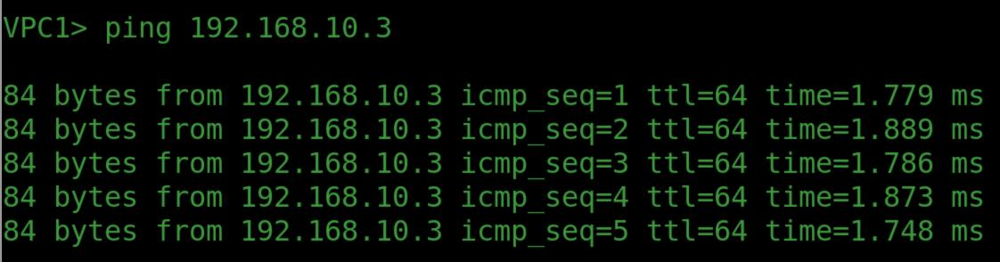 VPC1> ping 192.168.10.3
84 bytes from 192.168.10.3 icmp_seq=1 ttl=64 time=1.779 ms
84 bytes from 192.168.10.3 icmp_seq=2 ttl=64 time=1.889 ms
84 bytes from 192.168.10.3 icmp_seq=3 ttl=64 time=1.786 ms
84 bytes from 192.168.10.3 icmp_seq=4 ttl=64 time=1.873 ms
84 bytes from 192.168.10.3 icmp_seq=5 ttl=64 time=1.748 ms